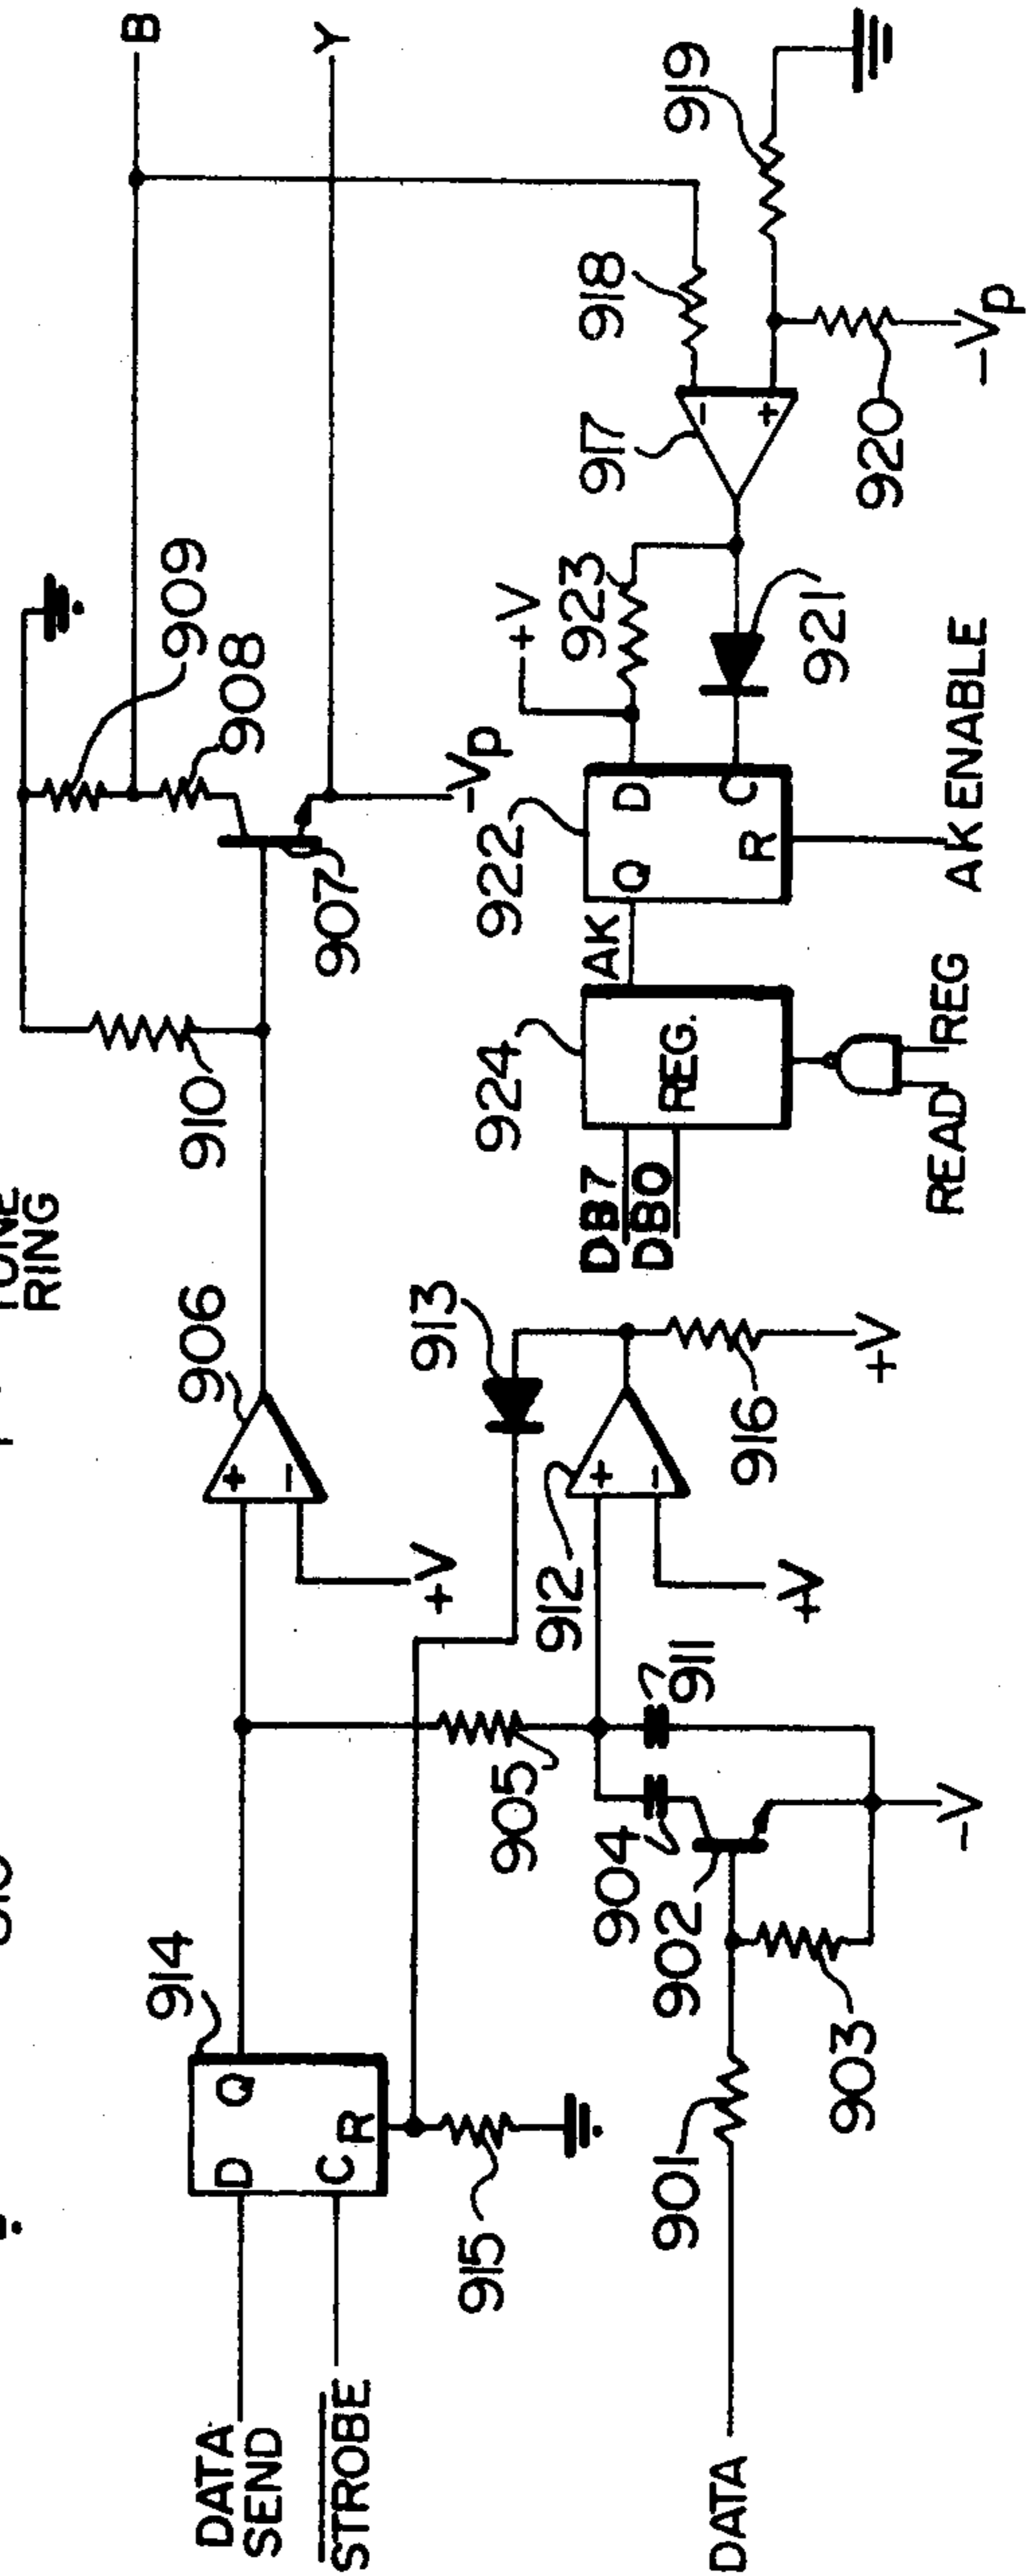 TONE
RING
DATA
SEND
STROBE
DATA
914
D
Q
C
R
915
901
902
903
904
905
911
912
+
−
+V
−V
906
+
−
+V
913
916
+V
910
907
908
909
−Vp
B
Y
917
−
+
918
919
920
−Vp
921
923
+V
922
D
Q
C
R
AK
AK ENABLE
924
REG.
DB7
DB0
READ
REG